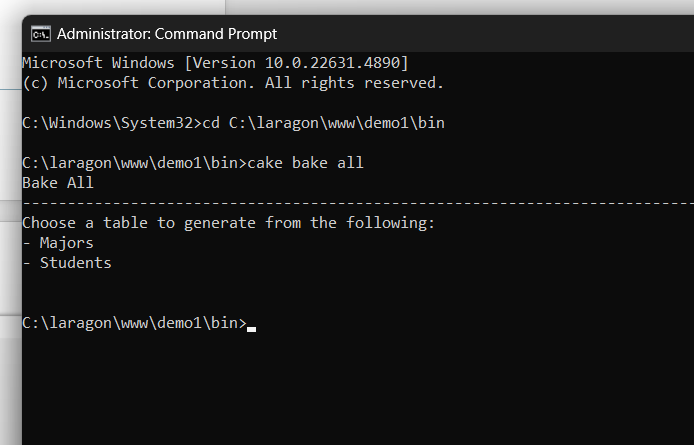 Administrator: Command Prompt
Microsoft Windows [Version 10.0.22631.4890]
(c) Microsoft Corporation. All rights reserved.
C:\Windows\System32>cd C:\laragon\www\demo1\bin
C:\laragon\www\demo1\bin>cake bake all
Bake All
---------------------------------------------------------------------------
Choose a table to generate from the following:
- Majors
- Students
C:\laragon\www\demo1\bin>